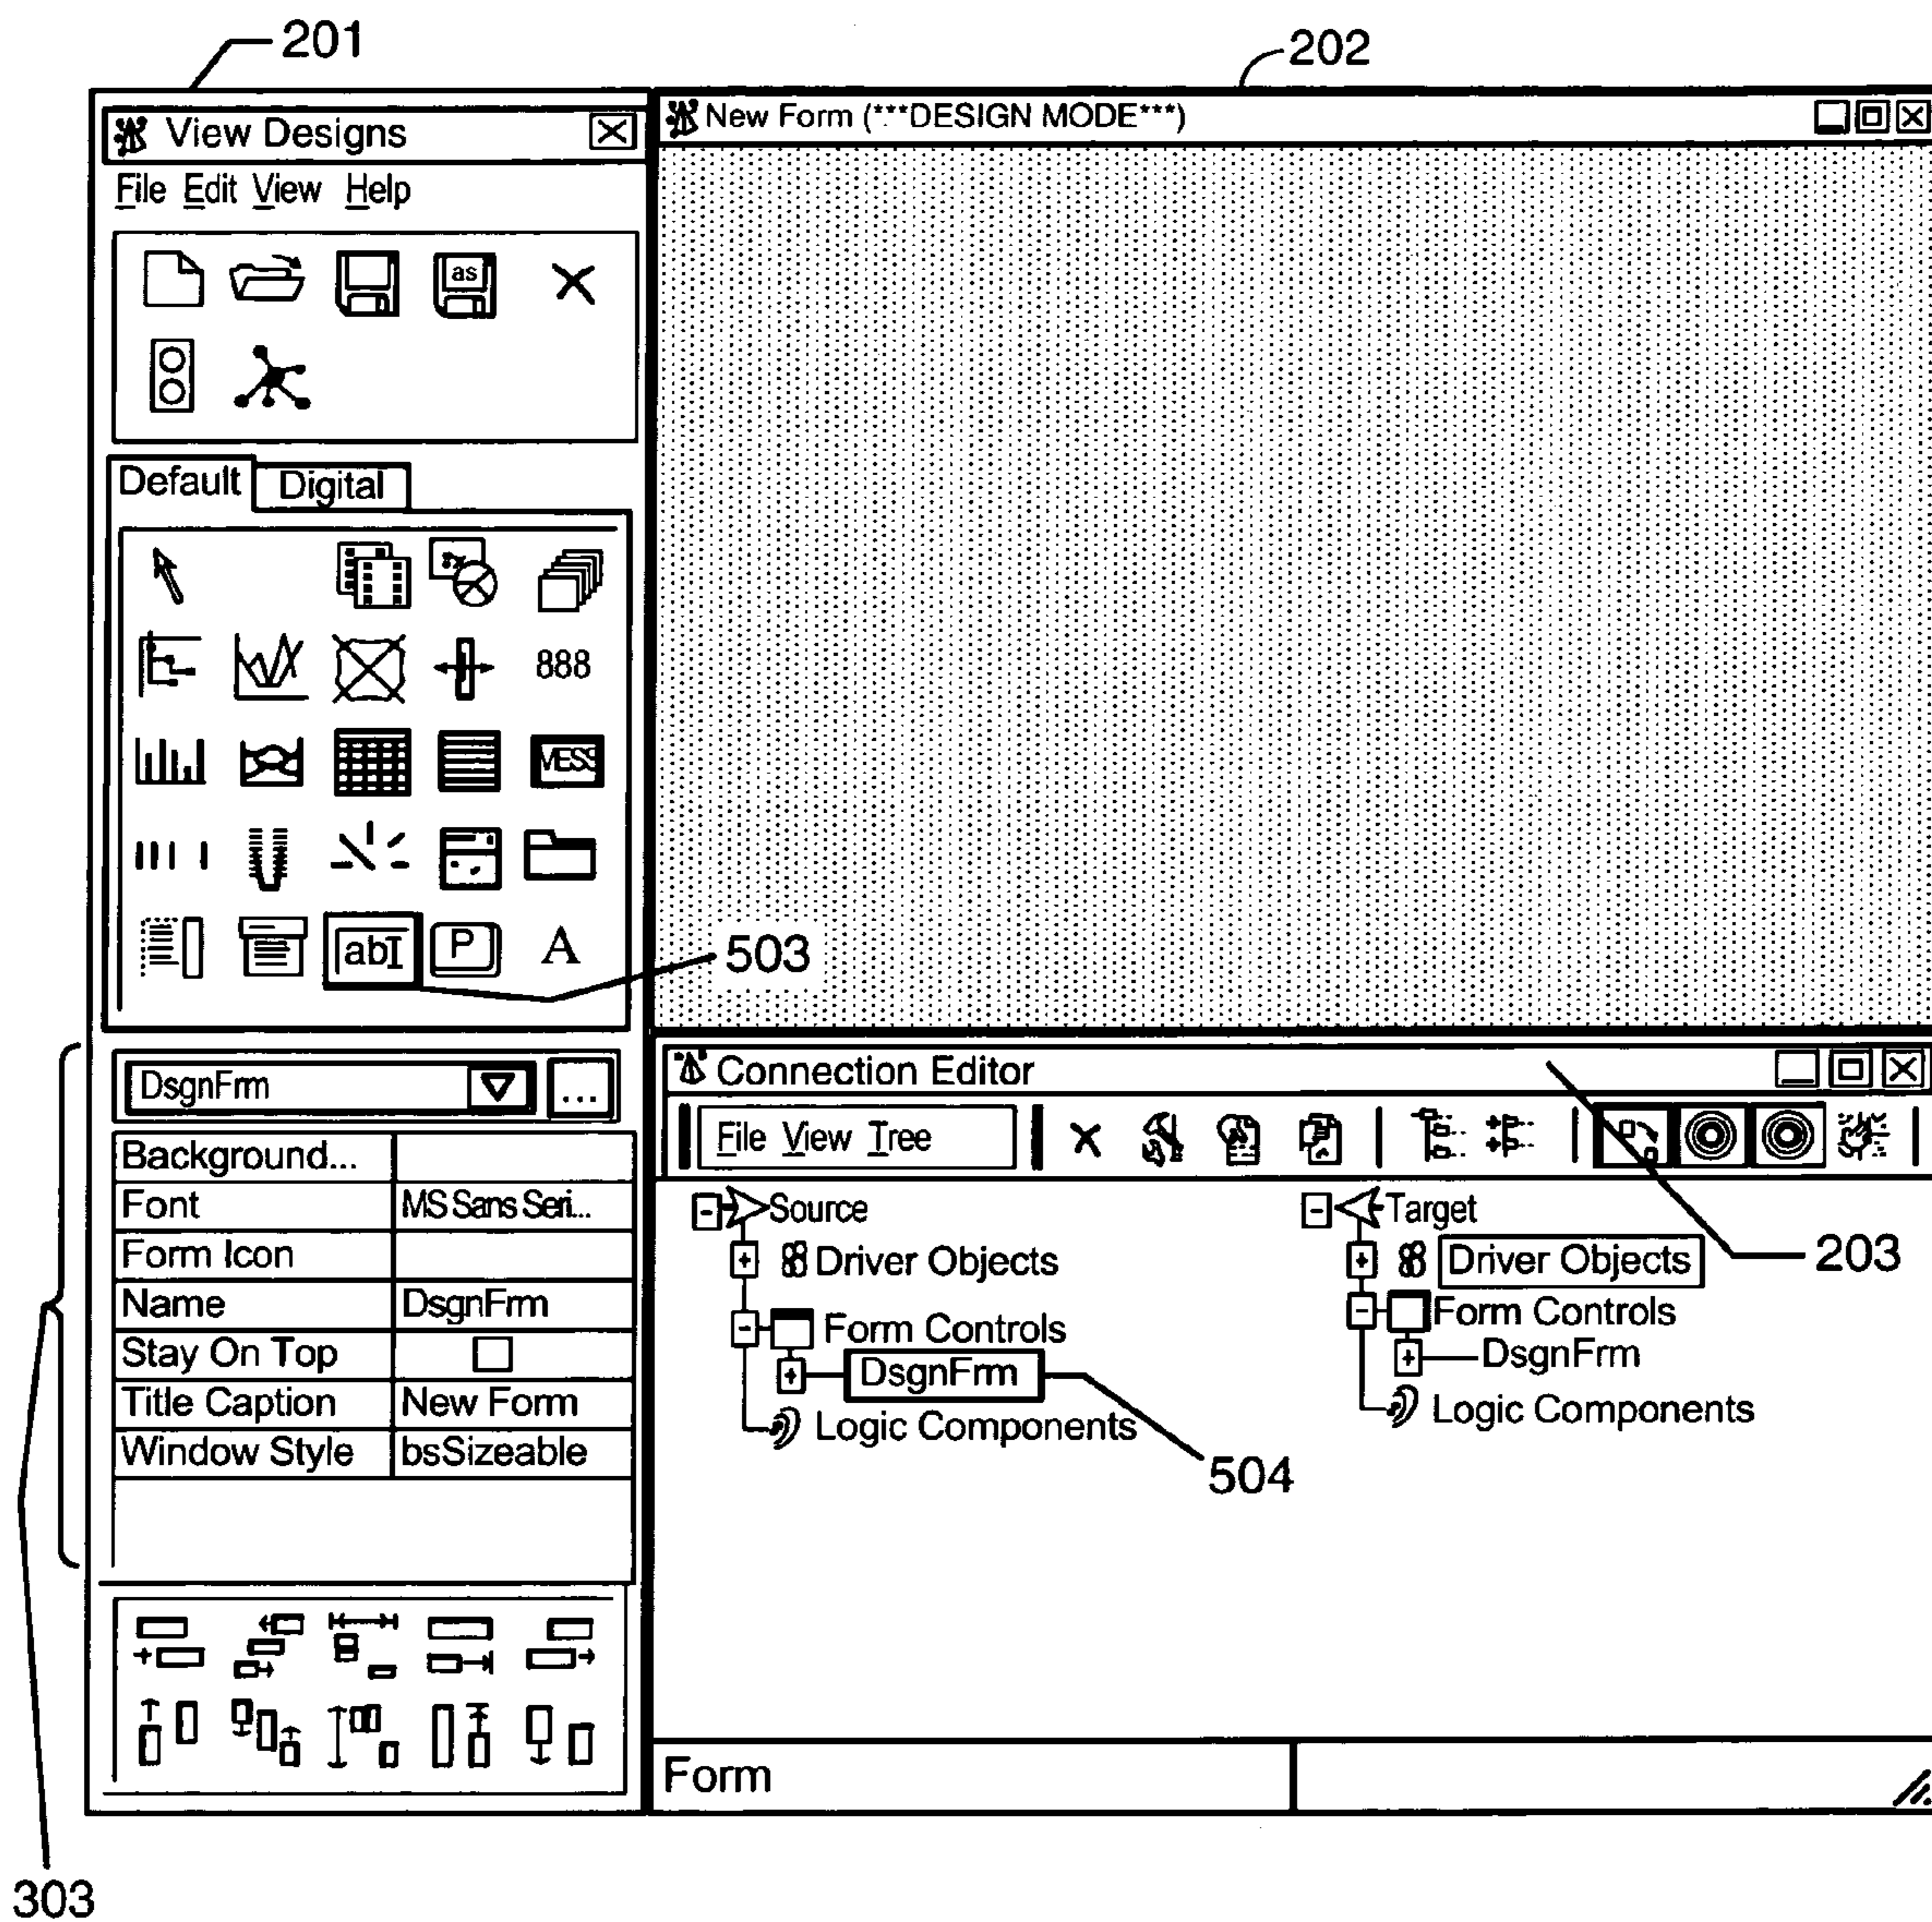 201
202
View Designs
New Form (***DESIGN MODE***)
File Edit View Help
as
Default Digital
888
MESS
abI P A
503
DsgnFrm ...
Connection Editor
File View Tree
Background...
Font MS Sans Seri...
Form Icon
Name DsgnFrm
Stay On Top
Title Caption New Form
Window Style bsSizeable
Source
Driver Objects
Form Controls
DsgnFrm
Logic Components
504
Target
Driver Objects
Form Controls
DsgnFrm
Logic Components
203
Form
303